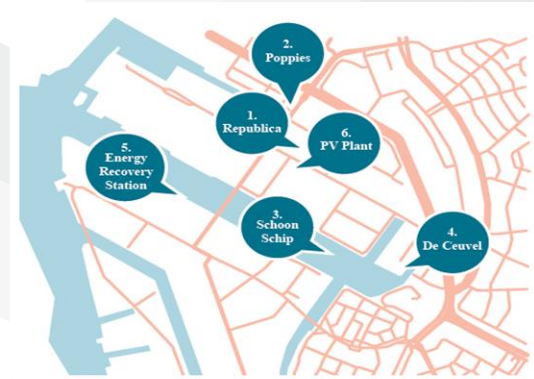 2.
Poppies
1.
Republica
6.
PV Plant
5.
Energy
Recovery
Station
3.
Schoon
Schip
4.
De Ceuvel